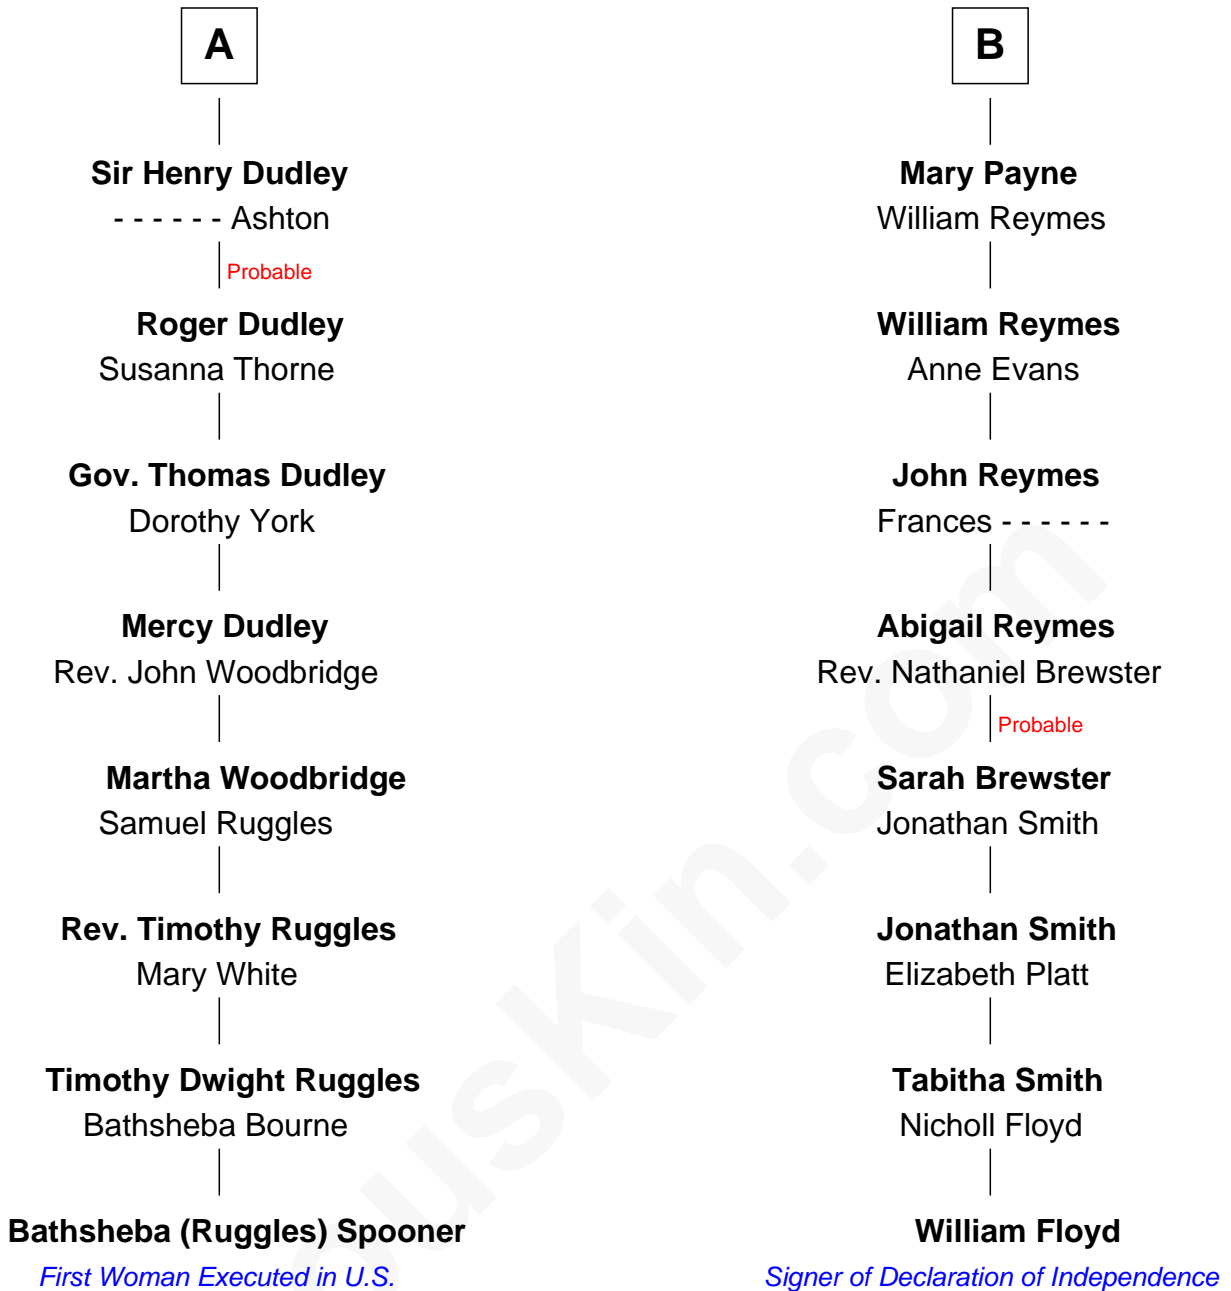 A
Sir Henry Dudley
- - - - - - Ashton
Probable
Roger Dudley
Susanna Thorne
Gov. Thomas Dudley
Dorothy York
Mercy Dudley
Rev. John Woodbridge
Martha Woodbridge
Samuel Ruggles
Rev. Timothy Ruggles
Mary White
Timothy Dwight Ruggles
Bathsheba Bourne
Bathsheba (Ruggles) Spooner
First Woman Executed in U.S.
B
Mary Payne
William Reymes
William Reymes
Anne Evans
John Reymes
Frances - - - - - -
Abigail Reymes
Rev. Nathaniel Brewster
Probable
Sarah Brewster
Jonathan Smith
Jonathan Smith
Elizabeth Platt
Tabitha Smith
Nicholl Floyd
William Floyd
Signer of Declaration of Independence
ousKin.com